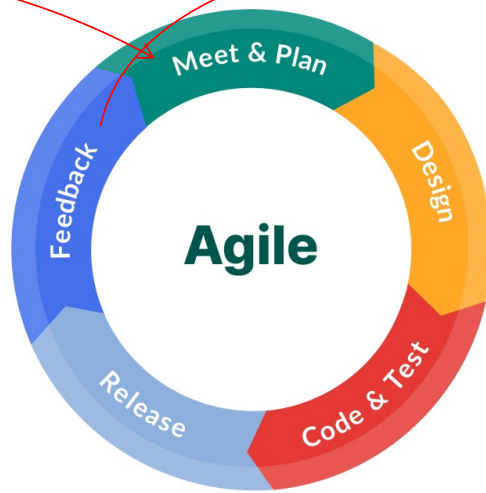 Meet & Plan
Design
Code & Test
Release
Feedback
Agile